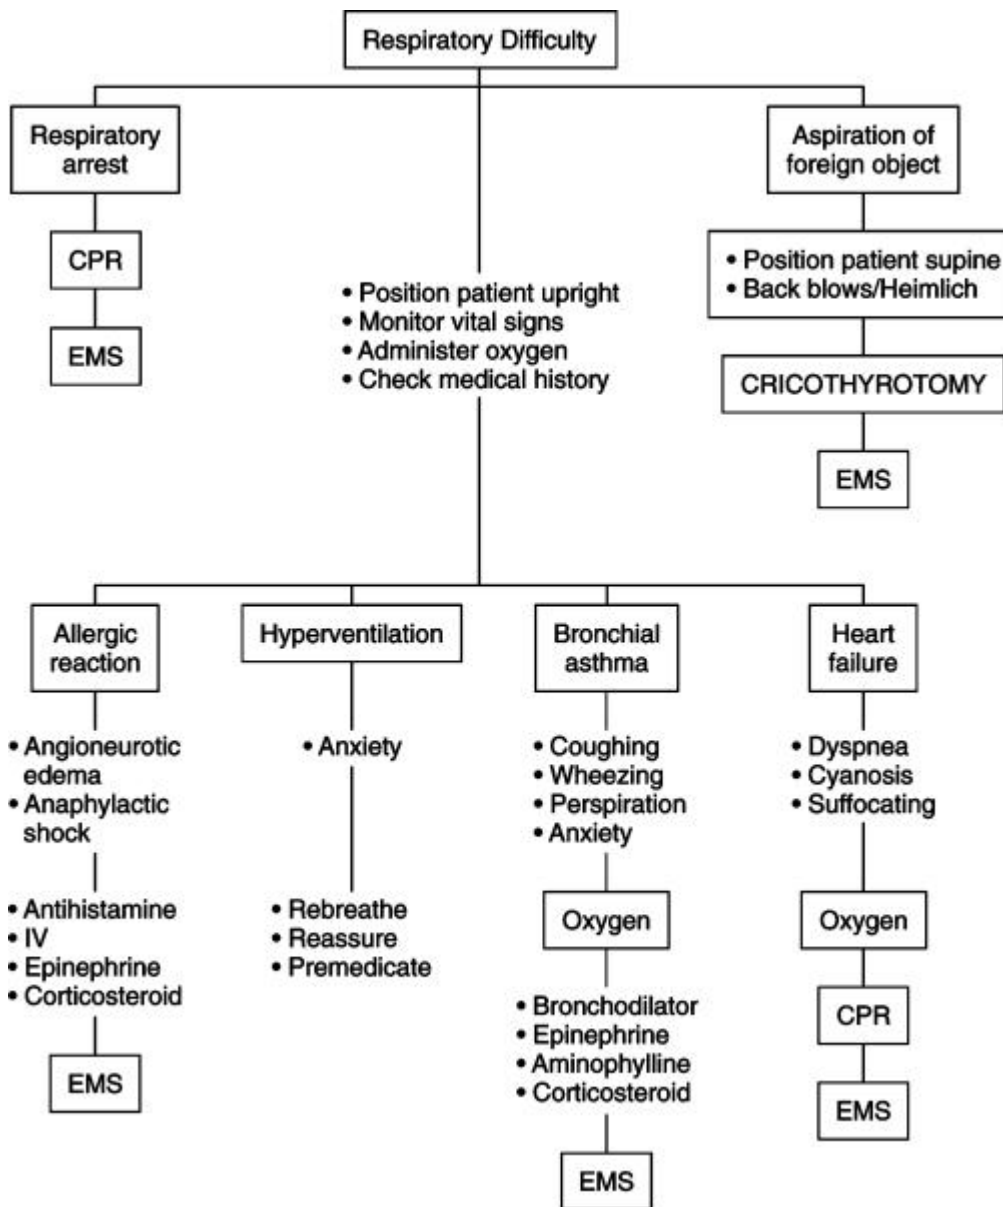 Respiratory Difficulty
Respiratory
arrest
CPR
EMS
• Position patient upright
• Monitor vital signs
• Administer oxygen
• Check medical history
Aspiration of
foreign object
• Position patient supine
• Back blows/Heimlich
CRICOTHYROTOMY
EMS
Allergic
reaction
• Angioneurotic
edema
• Anaphylactic
shock
• Antihistamine
• IV
• Epinephrine
• Corticosteroid
EMS
Hyperventilation
• Anxiety
• Rebreathe
• Reassure
• Premedicate
Bronchial
asthma
• Coughing
• Wheezing
• Perspiration
• Anxiety
Oxygen
• Bronchodilator
• Epinephrine
• Aminophylline
• Corticosteroid
EMS
Heart
failure
• Dyspnea
• Cyanosis
• Suffocating
Oxygen
CPR
EMS